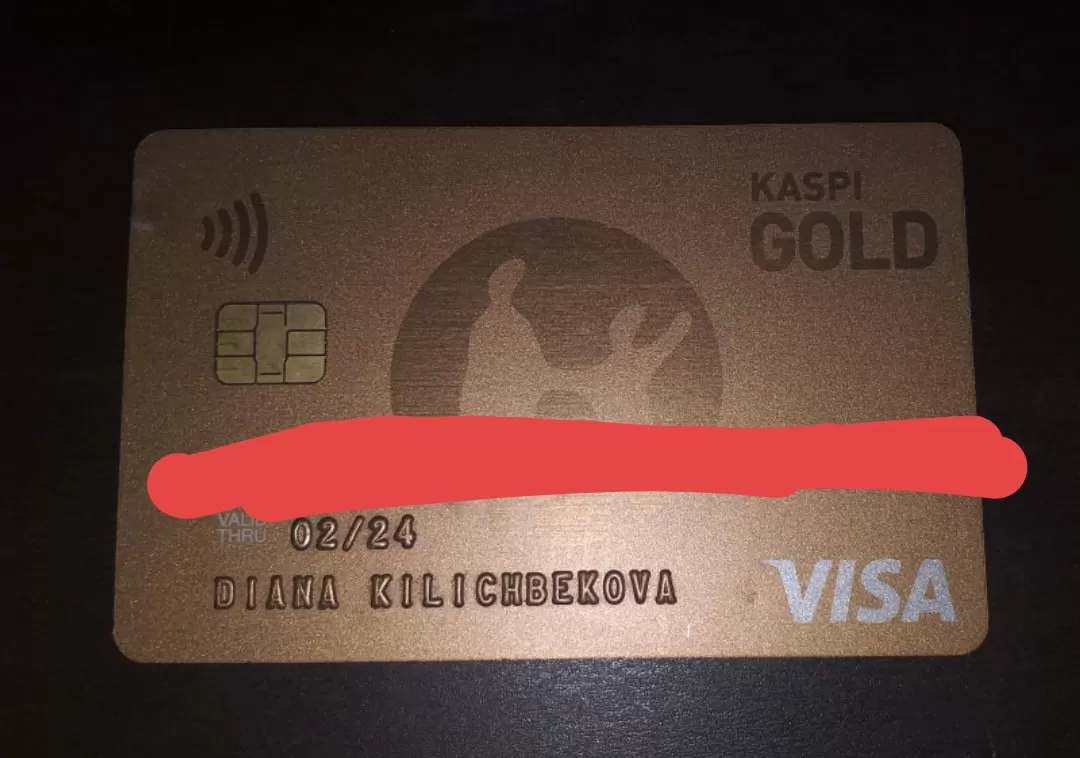 KASPI
GOLD
VALID
THRU
02/24
DIANA KILICHBEKOVA
VISA